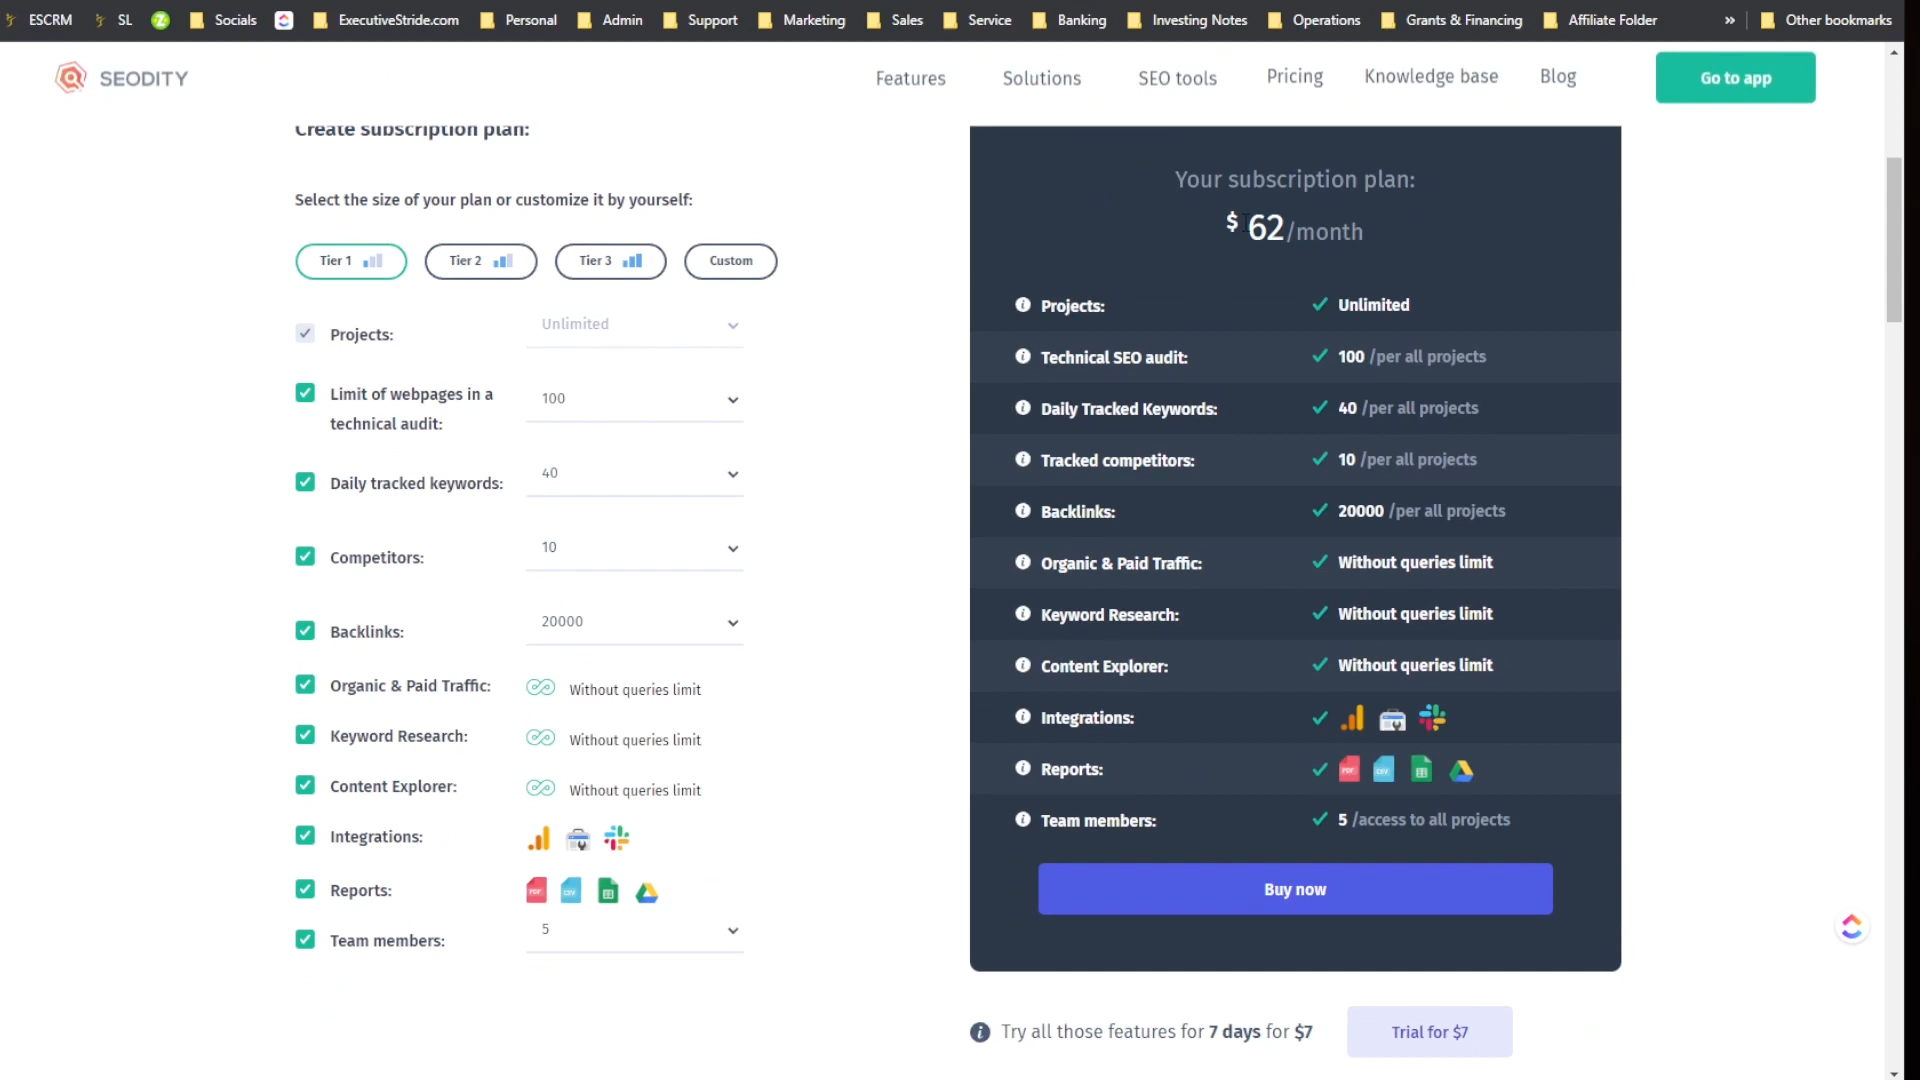 ESCRM SL Socials ExecutiveStride.com Personal Admin Support Marketing Sales Service Banking Investing Notes Operations Grants & Financing Affiliate Folder » Other bookmarks
SEODITY Features Solutions SEO tools Pricing Knowledge base Blog Go to app
Create subscription plan:
Select the size of your plan or customize it by yourself:
Tier 1 Tier 2 Tier 3 Custom
Projects: Unlimited
Limit of webpages in a
technical audit: 100
Daily tracked keywords: 40
Competitors: 10
Backlinks: 20000
Organic & Paid Traffic: Without queries limit
Keyword Research: Without queries limit
Content Explorer: Without queries limit
Integrations:
Reports: PDF CSV
Team members: 5
Your subscription plan:
$ 62/month
Projects: Unlimited
Technical SEO audit: 100 /per all projects
Daily Tracked Keywords: 40 /per all projects
Tracked competitors: 10 /per all projects
Backlinks: 20000 /per all projects
Organic & Paid Traffic: Without queries limit
Keyword Research: Without queries limit
Content Explorer: Without queries limit
Integrations:
Reports: PDF CSV
Team members: 5 /access to all projects
Buy now
Try all those features for 7 days for $7 Trial for $7